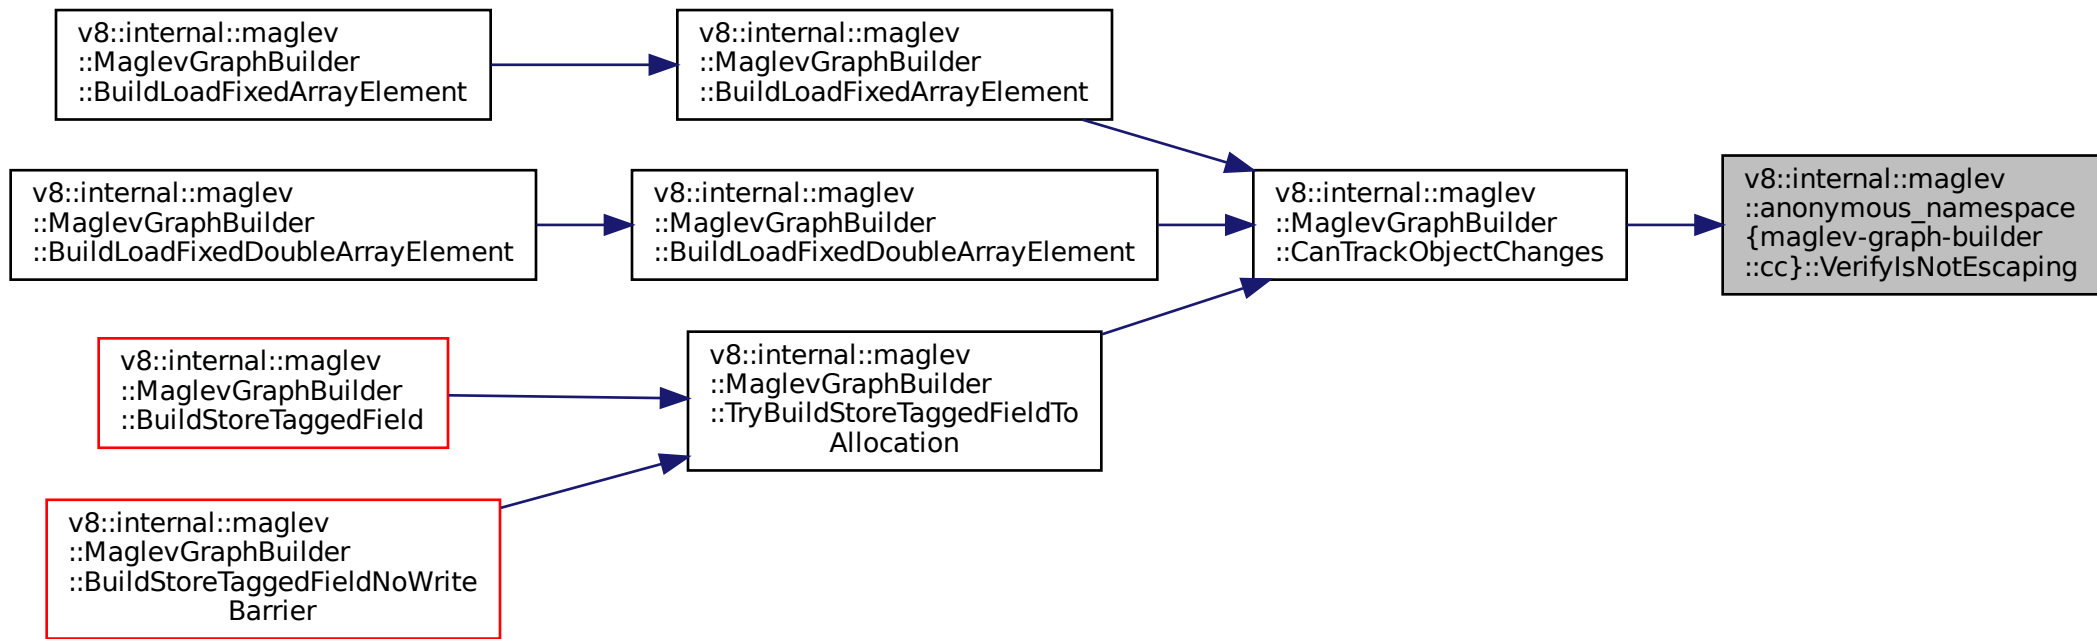 v8::internal::maglev
::MaglevGraphBuilder
::BuildLoadFixedArrayElement
v8::internal::maglev
::MaglevGraphBuilder
::BuildLoadFixedArrayElement
v8::internal::maglev
::MaglevGraphBuilder
::BuildLoadFixedDoubleArrayElement
v8::internal::maglev
::MaglevGraphBuilder
::BuildLoadFixedDoubleArrayElement
v8::internal::maglev
::MaglevGraphBuilder
::CanTrackObjectChanges
v8::internal::maglev
::anonymous_namespace
{maglev-graph-builder
::cc}::VerifyIsNotEscaping
v8::internal::maglev
::MaglevGraphBuilder
::BuildStoreTaggedField
v8::internal::maglev
::MaglevGraphBuilder
::TryBuildStoreTaggedFieldTo
Allocation
v8::internal::maglev
::MaglevGraphBuilder
::BuildStoreTaggedFieldNoWrite
Barrier